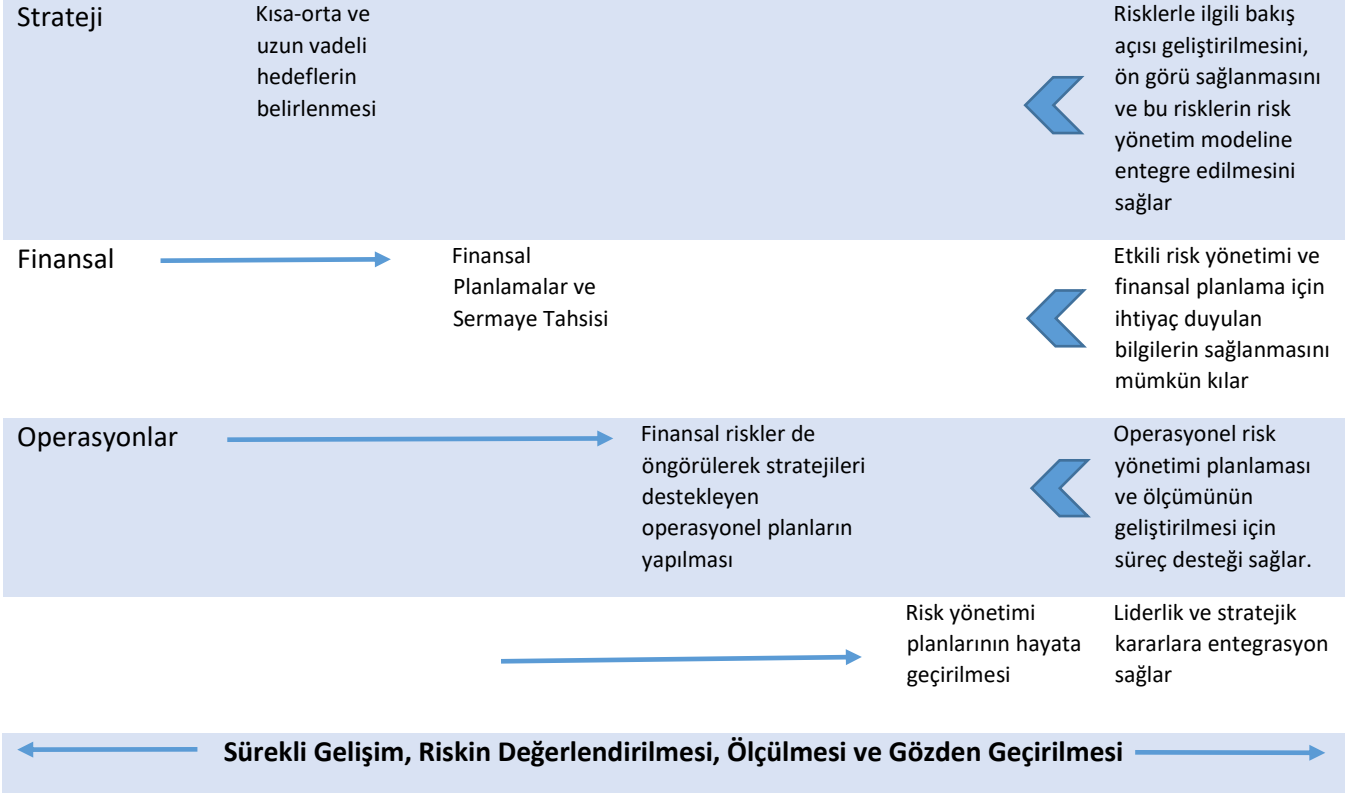 Strateji
Kısa-orta ve
uzun vadeli
hedeflerin
belirlenmesi
Risklerle ilgili bakış
açısı geliştirilmesini,
ön görü sağlanmasını
ve bu risklerin risk
yönetim modeline
entegre edilmesini
sağlar
Finansal
Finansal
Planlamalar ve
Sermaye Tahsisi
Etkili risk yönetimi ve
finansal planlama için
ihtiyaç duyulan
bilgilerin sağlanmasını
mümkün kılar
Operasyonlar
Finansal riskler de
öngörülerek stratejileri
destekleyen
operasyonel planların
yapılması
Operasyonel risk
yönetimi planlaması
ve ölçümünün
geliştirilmesi için
süreç desteği sağlar.
Risk yönetimi
planlarının hayata
geçirilmesi
Liderlik ve stratejik
kararlara entegrasyon
sağlar
Sürekli Gelişim, Riskin Değerlendirilmesi, Ölçülmesi ve Gözden Geçirilmesi